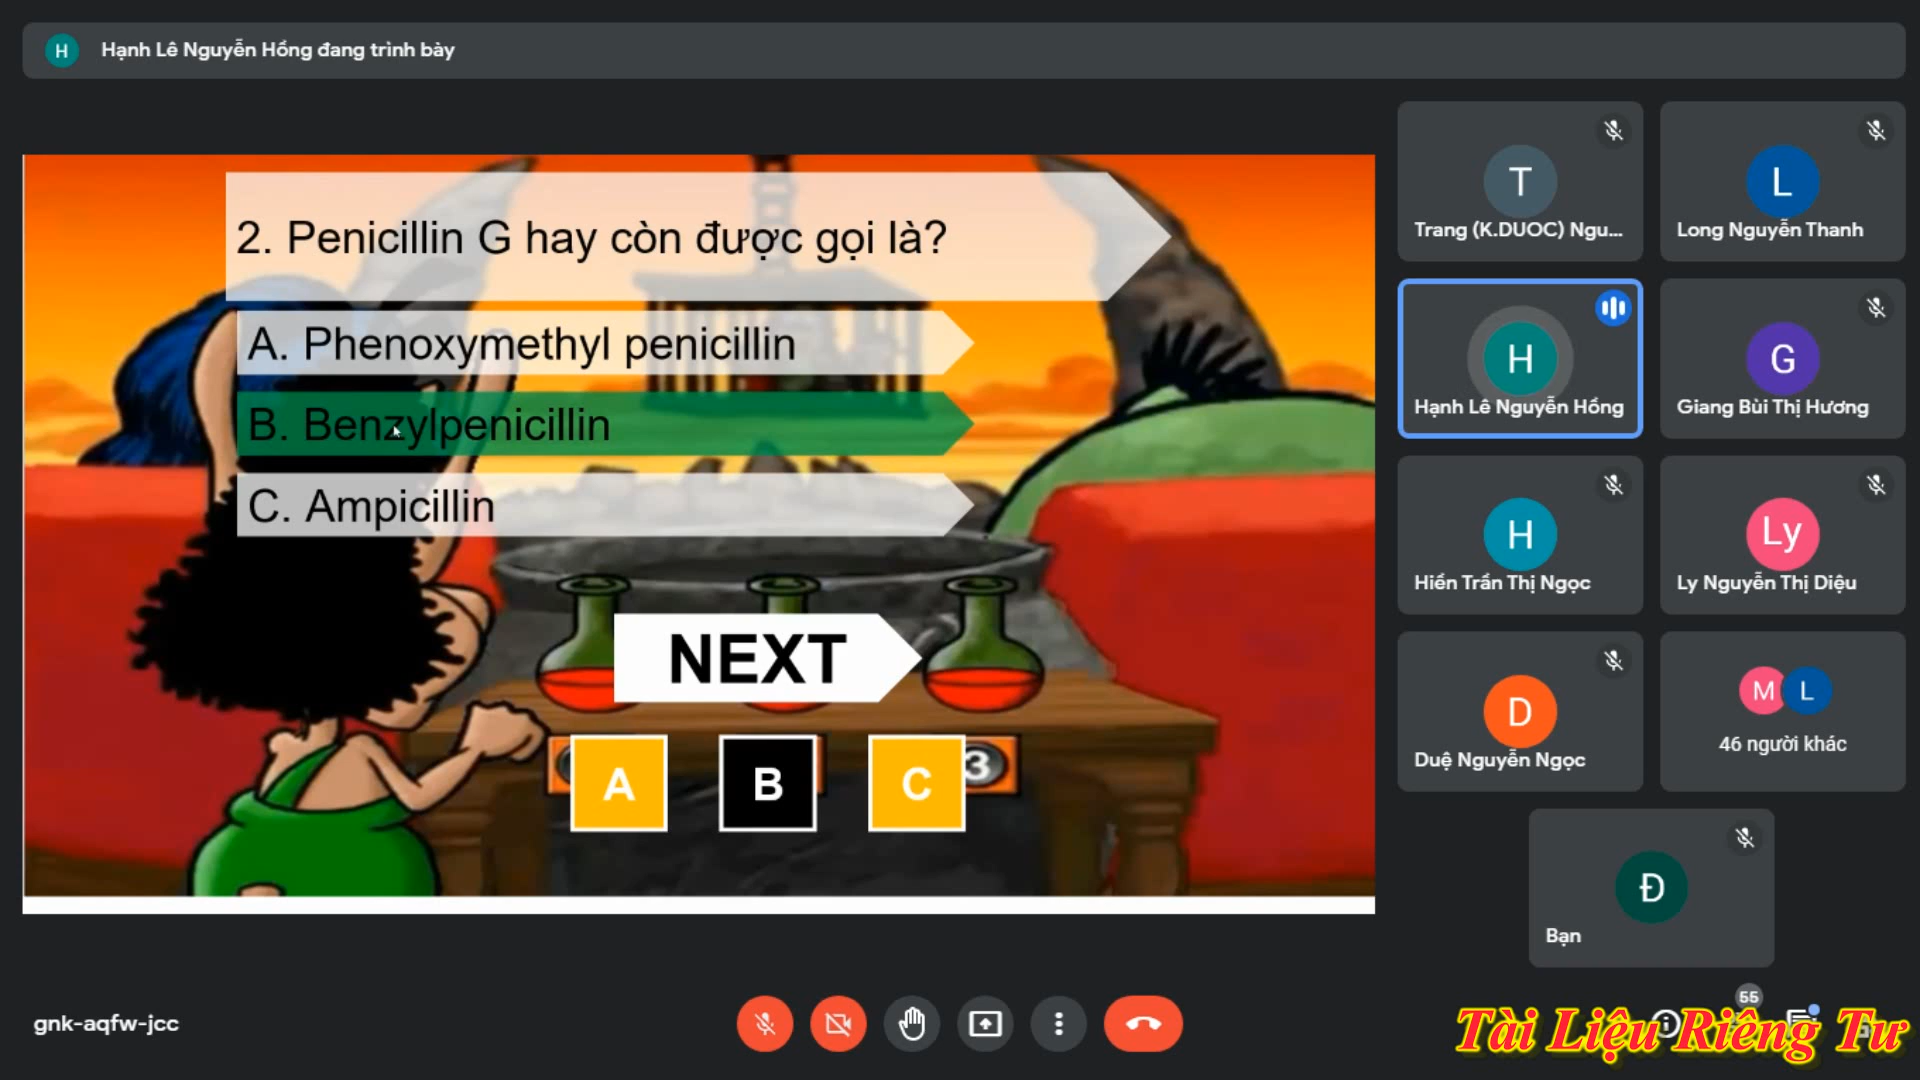 H Hạnh Lê Nguyễn Hồng đang trình bày
2. Penicillin G hay còn được gọi là?
A. Phenoxymethyl penicillin
B. Benzylpenicillin
C. Ampicillin
NEXT
A
B
C
3
T
Trang (K.DUOC) Ngu...
L
Long Nguyễn Thanh
H
Hạnh Lê Nguyễn Hồng
G
Giang Bùi Thị Hương
H
Hiền Trần Thị Ngọc
Ly
Ly Nguyễn Thị Diệu
D
Duệ Nguyễn Ngọc
M L
46 người khác
Đ
Bạn
gnk-aqfw-jcc
55
Tài Liệu Riêng Tư